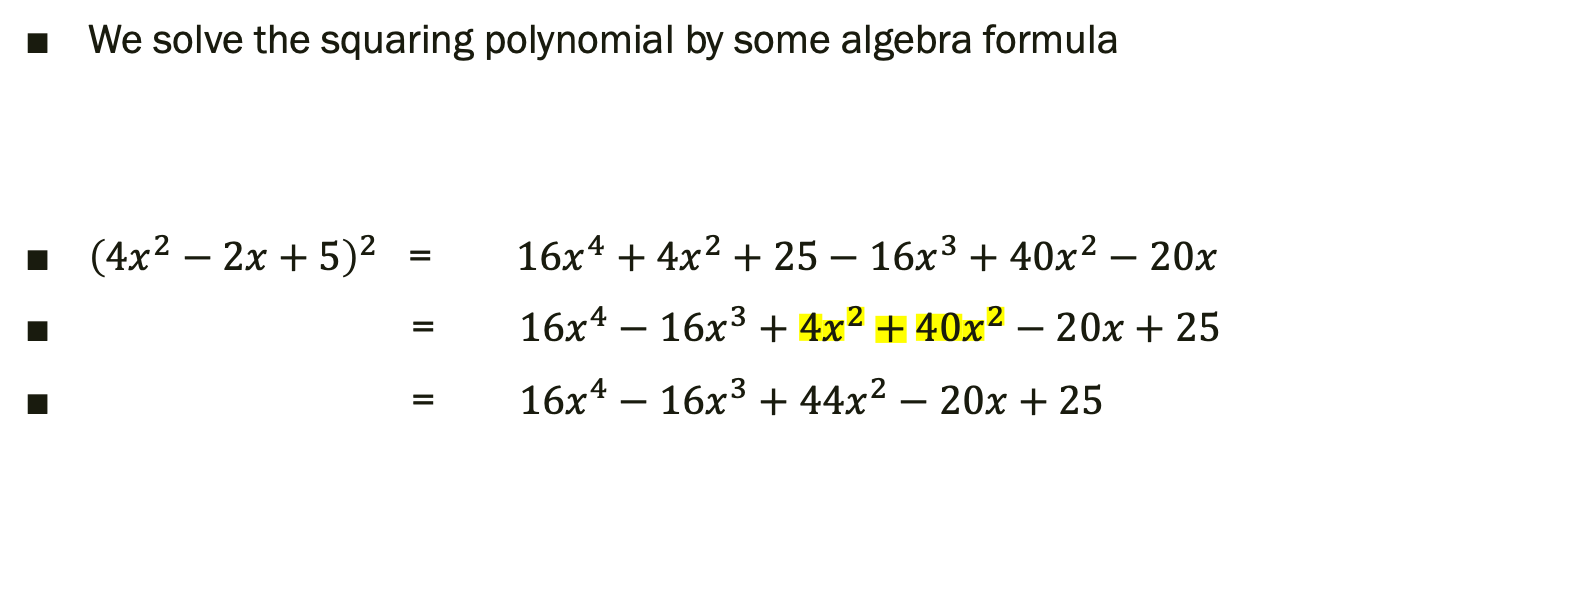 ■ We solve the squaring polynomial by some algebra formula
■ (4x² − 2x + 5)² = 16x⁴ + 4x² + 25 − 16x³ + 40x² − 20x
■ = 16x⁴ − 16x³ + 4x² + 40x² − 20x + 25
■ = 16x⁴ − 16x³ + 44x² − 20x + 25